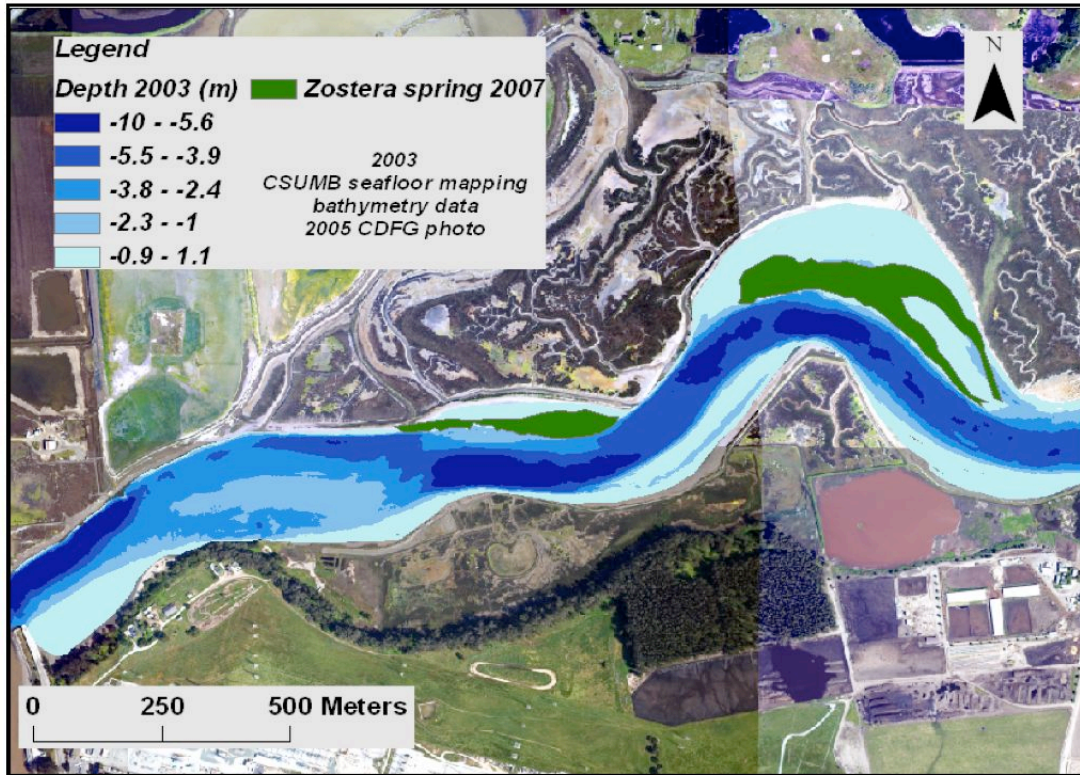 Legend
Depth 2003 (m)
Zostera spring 2007
-10 - -5.6
-5.5 - -3.9
-3.8 - -2.4
-2.3 - -1
-0.9 - 1.1
2003
CSUMB seafloor mapping
bathymetry data
2005 CDFG photo
N
0 250 500 Meters